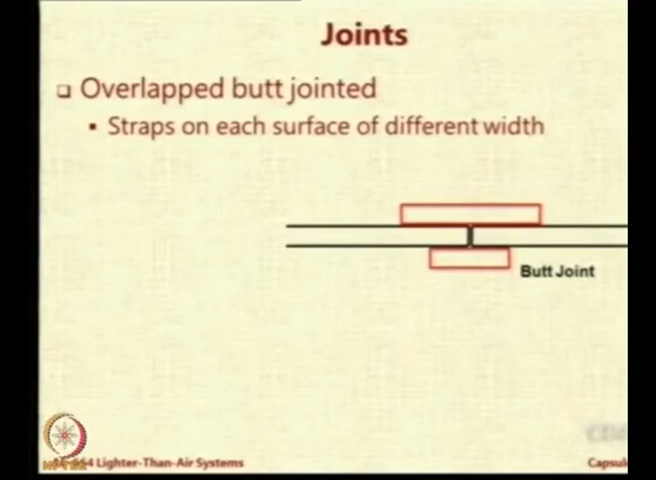 Joints
Overlapped butt jointed
Straps on each surface of different width
Butt Joint
Lighter-Than-Air Systems